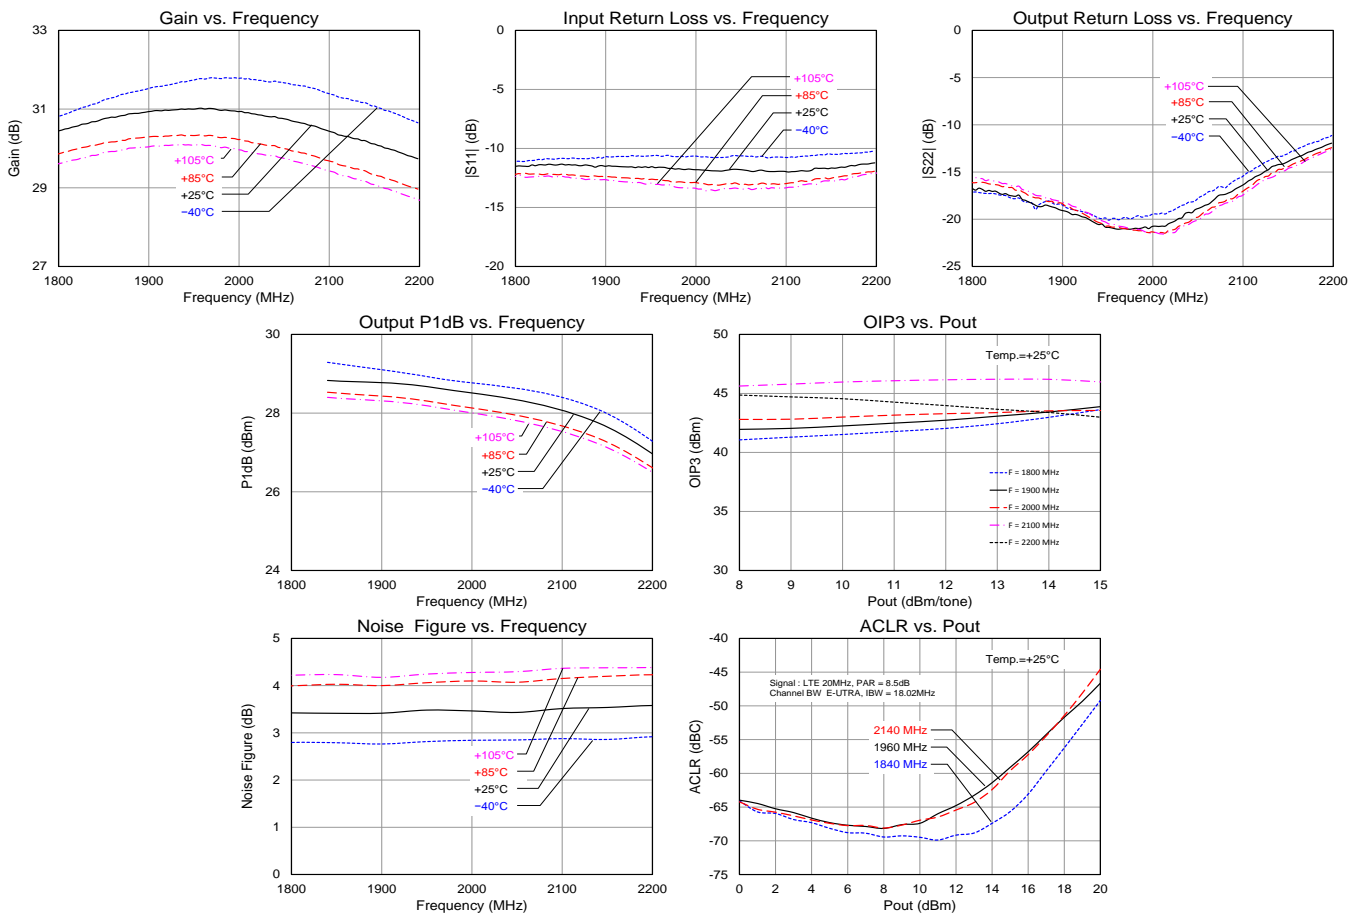 Gain vs. Frequency
33
31
29
27
Gain (dB)
+105°C
+85°C
+25°C
−40°C
1800
1900
2000
2100
2200
Frequency (MHz)
Input Return Loss vs. Frequency
0
-5
-10
-15
-20
|S11| (dB)
+105°C
+85°C
+25°C
−40°C
1800
1900
2000
2100
2200
Frequency (MHz)
Output Return Loss vs. Frequency
0
-5
-10
-15
-20
-25
|S22| (dB)
+105°C
+85°C
+25°C
−40°C
1800
1900
2000
2100
2200
Frequency (MHz)
Output P1dB vs. Frequency
30
28
26
24
P1dB (dBm)
+105°C
+85°C
+25°C
−40°C
1800
1900
2000
2100
2200
Frequency (MHz)
OIP3 vs. Pout
50
45
40
35
30
OIP3 (dBm)
Temp.=+25°C
F = 1800 MHz
F = 1900 MHz
F = 2000 MHz
F = 2100 MHz
F = 2200 MHz
8
9
10
11
12
13
14
15
Pout (dBm/tone)
Noise Figure vs. Frequency
5
4
3
2
1
0
Noise Figure (dB)
+105°C
+85°C
+25°C
−40°C
1800
1900
2000
2100
2200
Frequency (MHz)
ACLR vs. Pout
-40
-45
-50
-55
-60
-65
-70
-75
ACLR (dBC)
Temp.=+25°C
Signal : LTE 20MHz, PAR = 8.5dB
Channel BW E-UTRA, IBW = 18.02MHz
2140 MHz
1960 MHz
1840 MHz
0
2
4
6
8
10
12
14
16
18
20
Pout (dBm)